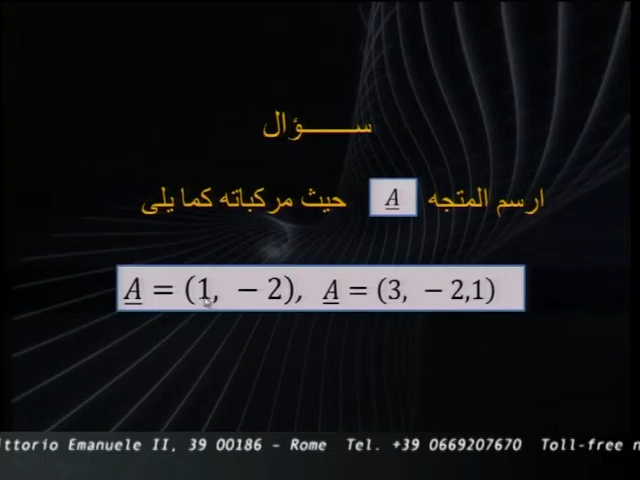 ســـــؤال
ارسم المتجه A حيث مركباته كما يلى
A = (1, −2), A = (3, −2,1)
ittorio Emanuele II, 39 00186 - Rome Tel. +39 0669207670 Toll-free n